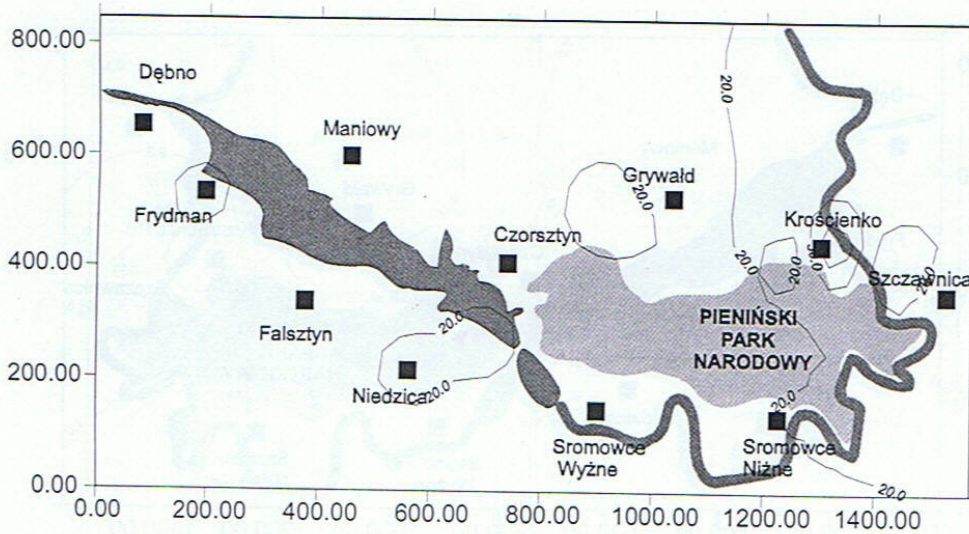 800.00
600.00
400.00
200.00
0.00
0.00
200.00
400.00
600.00
800.00
1000.00
1200.00
1400.00
Dębno
Maniowy
Frydman
Grywałd
Krościenko
Czorsztyn
Szczawnica
Falsztyn
PIENIŃSKI
PARK
NARODOWY
Niedzica
Sromowce
Wyżne
Sromowce
Niżne
20.0
20.0
20.0
20.0
20.0
20.0
20.0
20.0
20.0
20.0